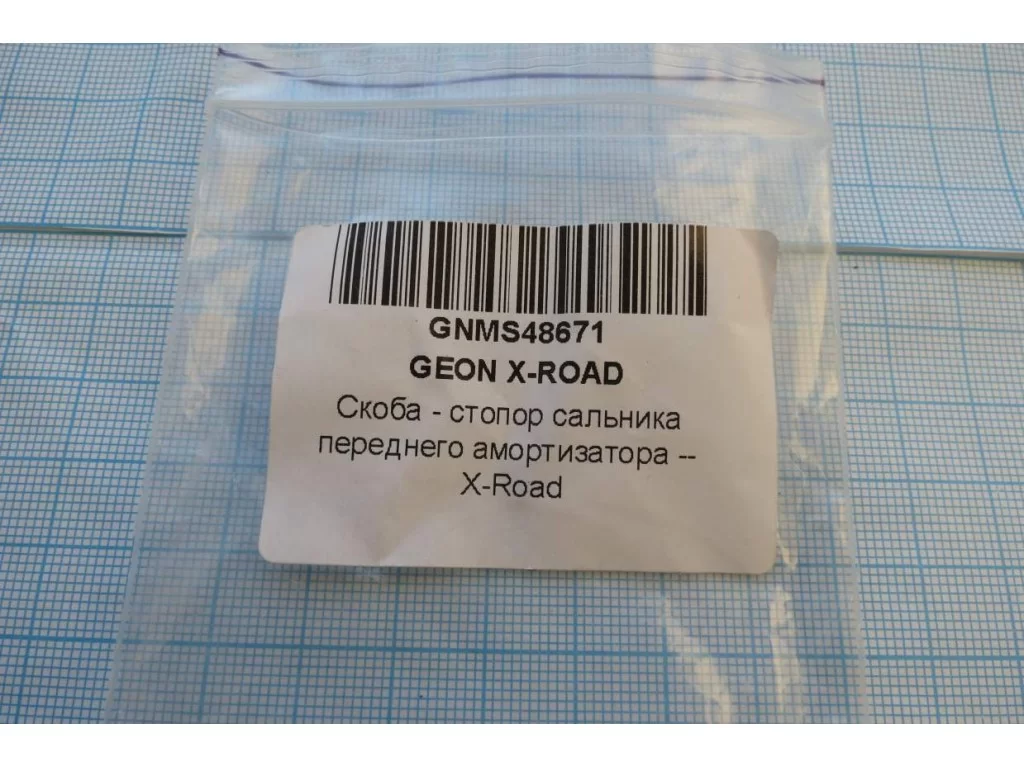 GNMS48671
GEON X-ROAD
Скоба - стопор сальника
переднего амортизатора --
X-Road